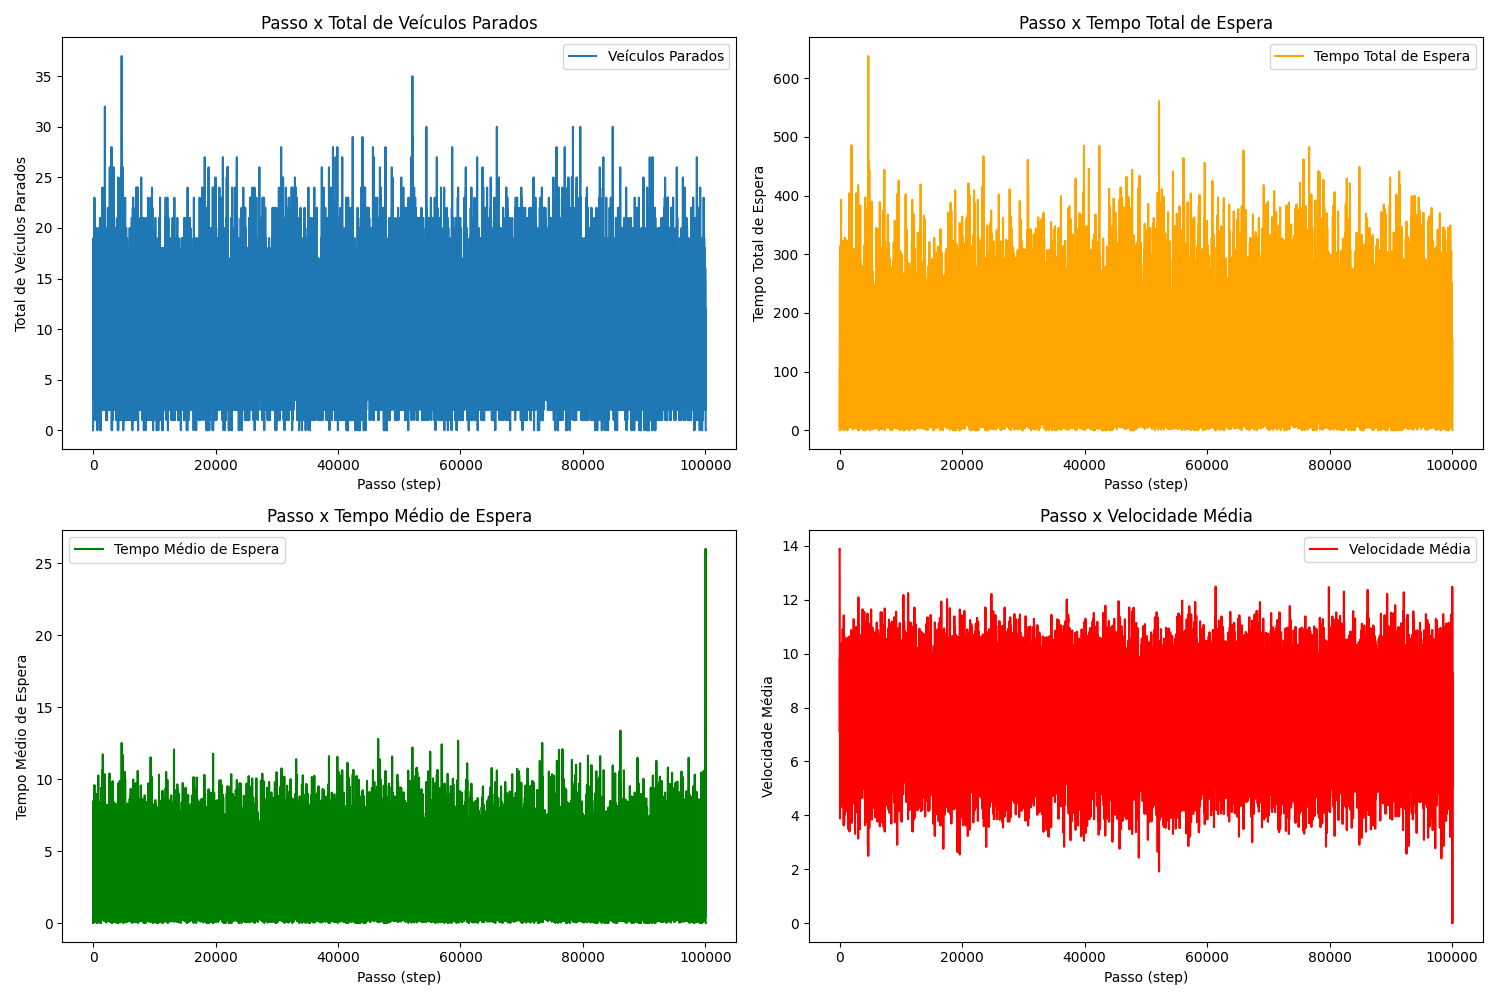 Passo x Total de Veículos Parados
Veículos Parados
Total de Veículos Parados
35
30
25
20
15
10
5
0
0 20000 40000 60000 80000 100000
Passo (step)
Passo x Tempo Total de Espera
Tempo Total de Espera
Tempo Total de Espera
600
500
400
300
200
100
0
0 20000 40000 60000 80000 100000
Passo (step)
Passo x Tempo Médio de Espera
Tempo Médio de Espera
Tempo Médio de Espera
25
20
15
10
5
0
0 20000 40000 60000 80000 100000
Passo (step)
Passo x Velocidade Média
Velocidade Média
Velocidade Média
14
12
10
8
6
4
2
0
0 20000 40000 60000 80000 100000
Passo (step)